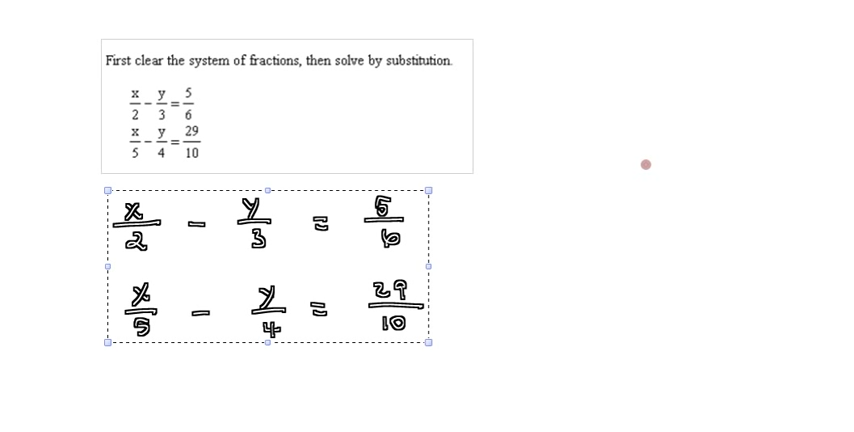 First clear the system of fractions, then solve by substitution.
x/2 - y/3 = 5/6
x/5 - y/4 = 29/10
x/2 - y/3 = 5/6
x/5 - y/4 = 29/10